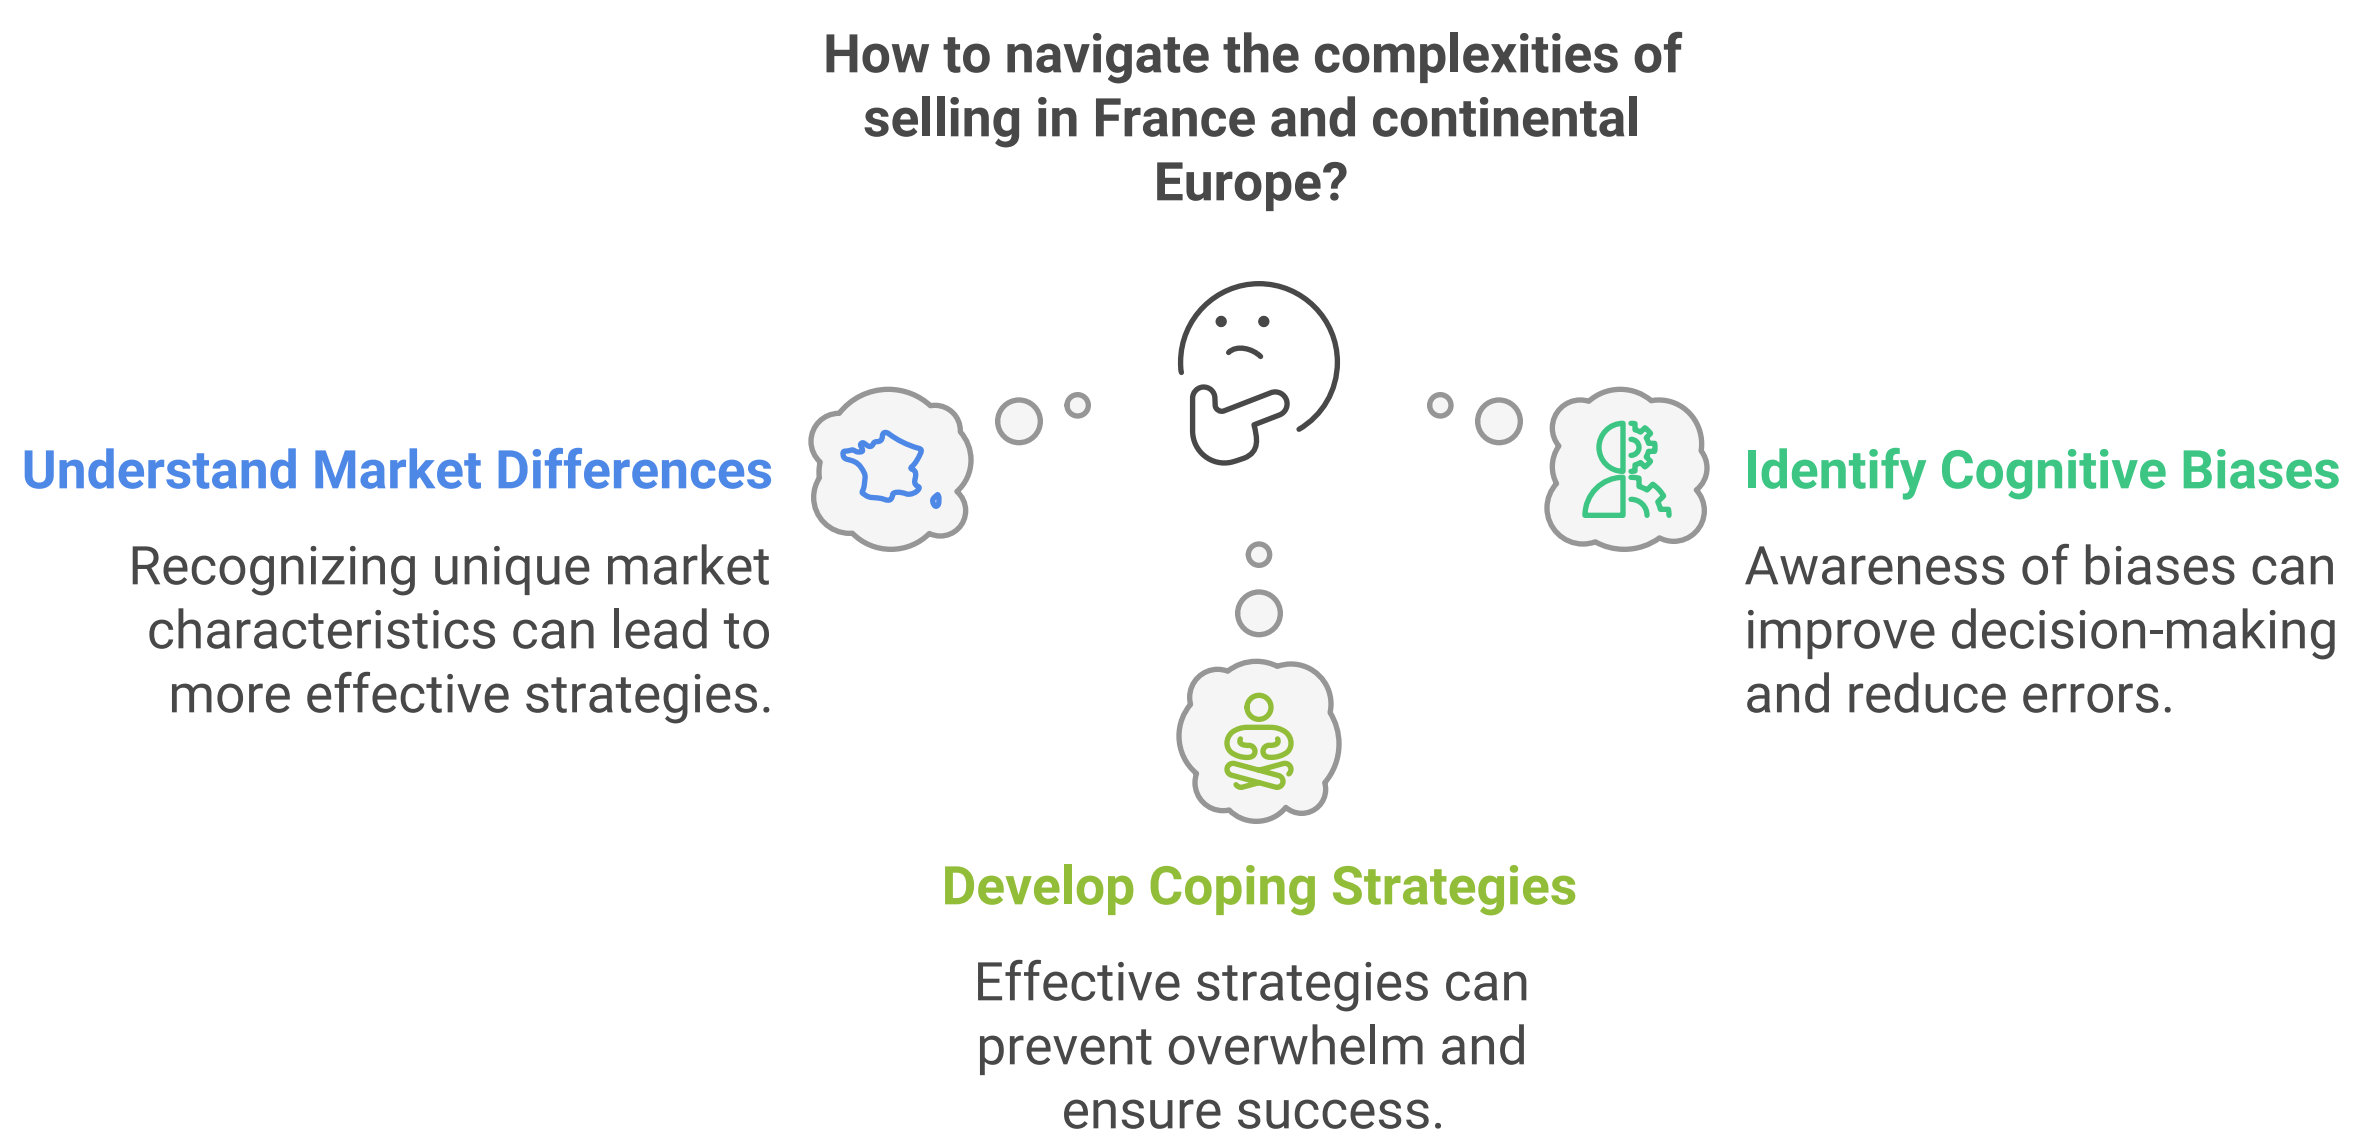 How to navigate the complexities of
selling in France and continental
Europe?
Understand Market Differences
Recognizing unique market
characteristics can lead to
more effective strategies.
Identify Cognitive Biases
Awareness of biases can
improve decision-making
and reduce errors.
Develop Coping Strategies
Effective strategies can
prevent overwhelm and
ensure success.